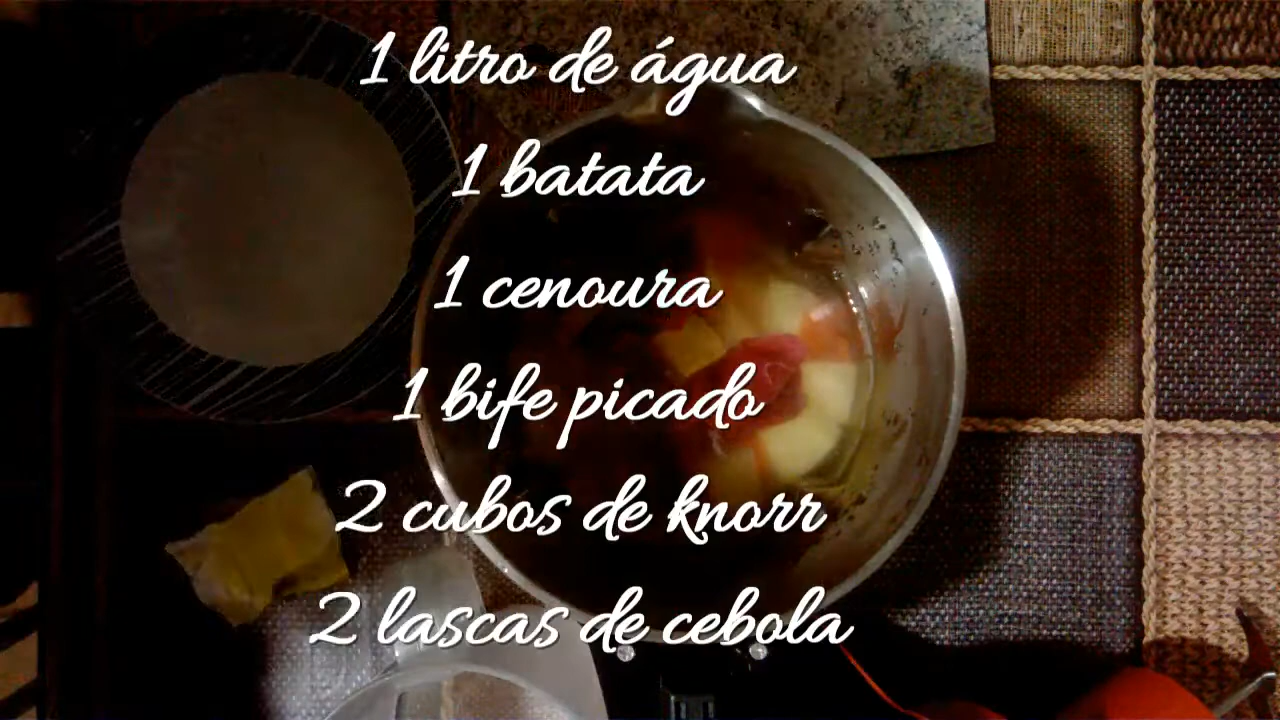 1 litro de água
1 batata
1 cenoura
1 bife picado
2 cubos de knorr
2 lascas de cebola